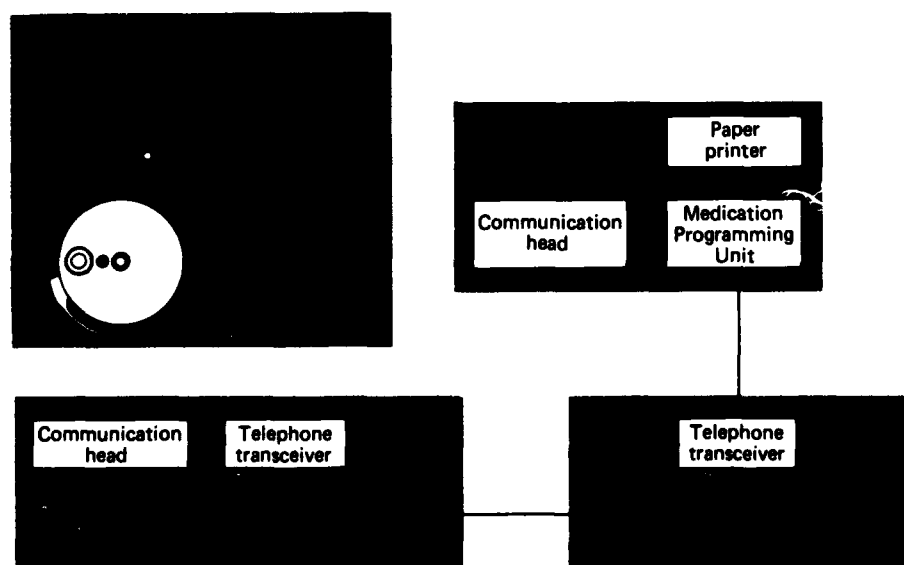 Paper
printer
Communication
head
Medication
Programming
Unit
Communication
head
Telephone
transceiver
Telephone
transceiver